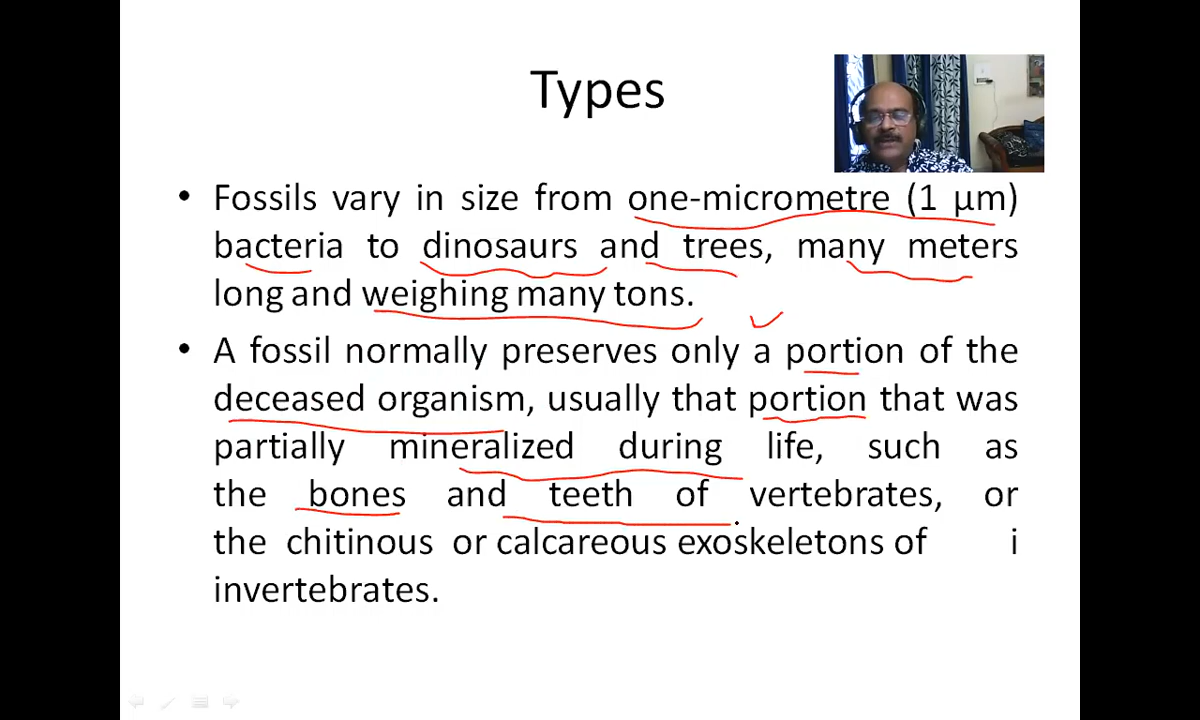 Types
• Fossils vary in size from one-micrometre (1 µm)
bacteria to dinosaurs and trees, many meters
long and weighing many tons.
• A fossil normally preserves only a portion of the
deceased organism, usually that portion that was
partially mineralized during life, such as
the bones and teeth of vertebrates, or
the chitinous or calcareous exoskeletons of i
invertebrates.